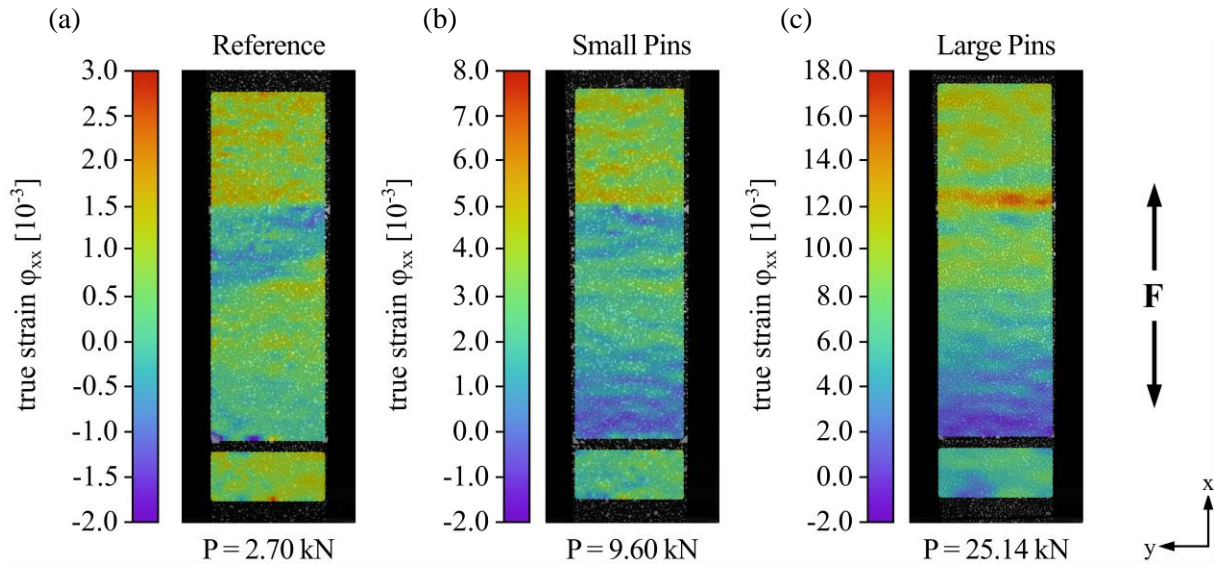 (a)
Reference
true strain φxx [10-3]
3.0
2.5
2.0
1.5
1.0
0.5
0.0
-0.5
-1.0
-1.5
-2.0
P = 2.70 kN
(b)
Small Pins
true strain φxx [10-3]
8.0
7.0
6.0
5.0
4.0
3.0
2.0
1.0
0.0
-1.0
-2.0
P = 9.60 kN
(c)
Large Pins
true strain φxx [10-3]
18.0
16.0
14.0
12.0
10.0
8.0
6.0
4.0
2.0
0.0
-2.0
P = 25.14 kN
F
x
y